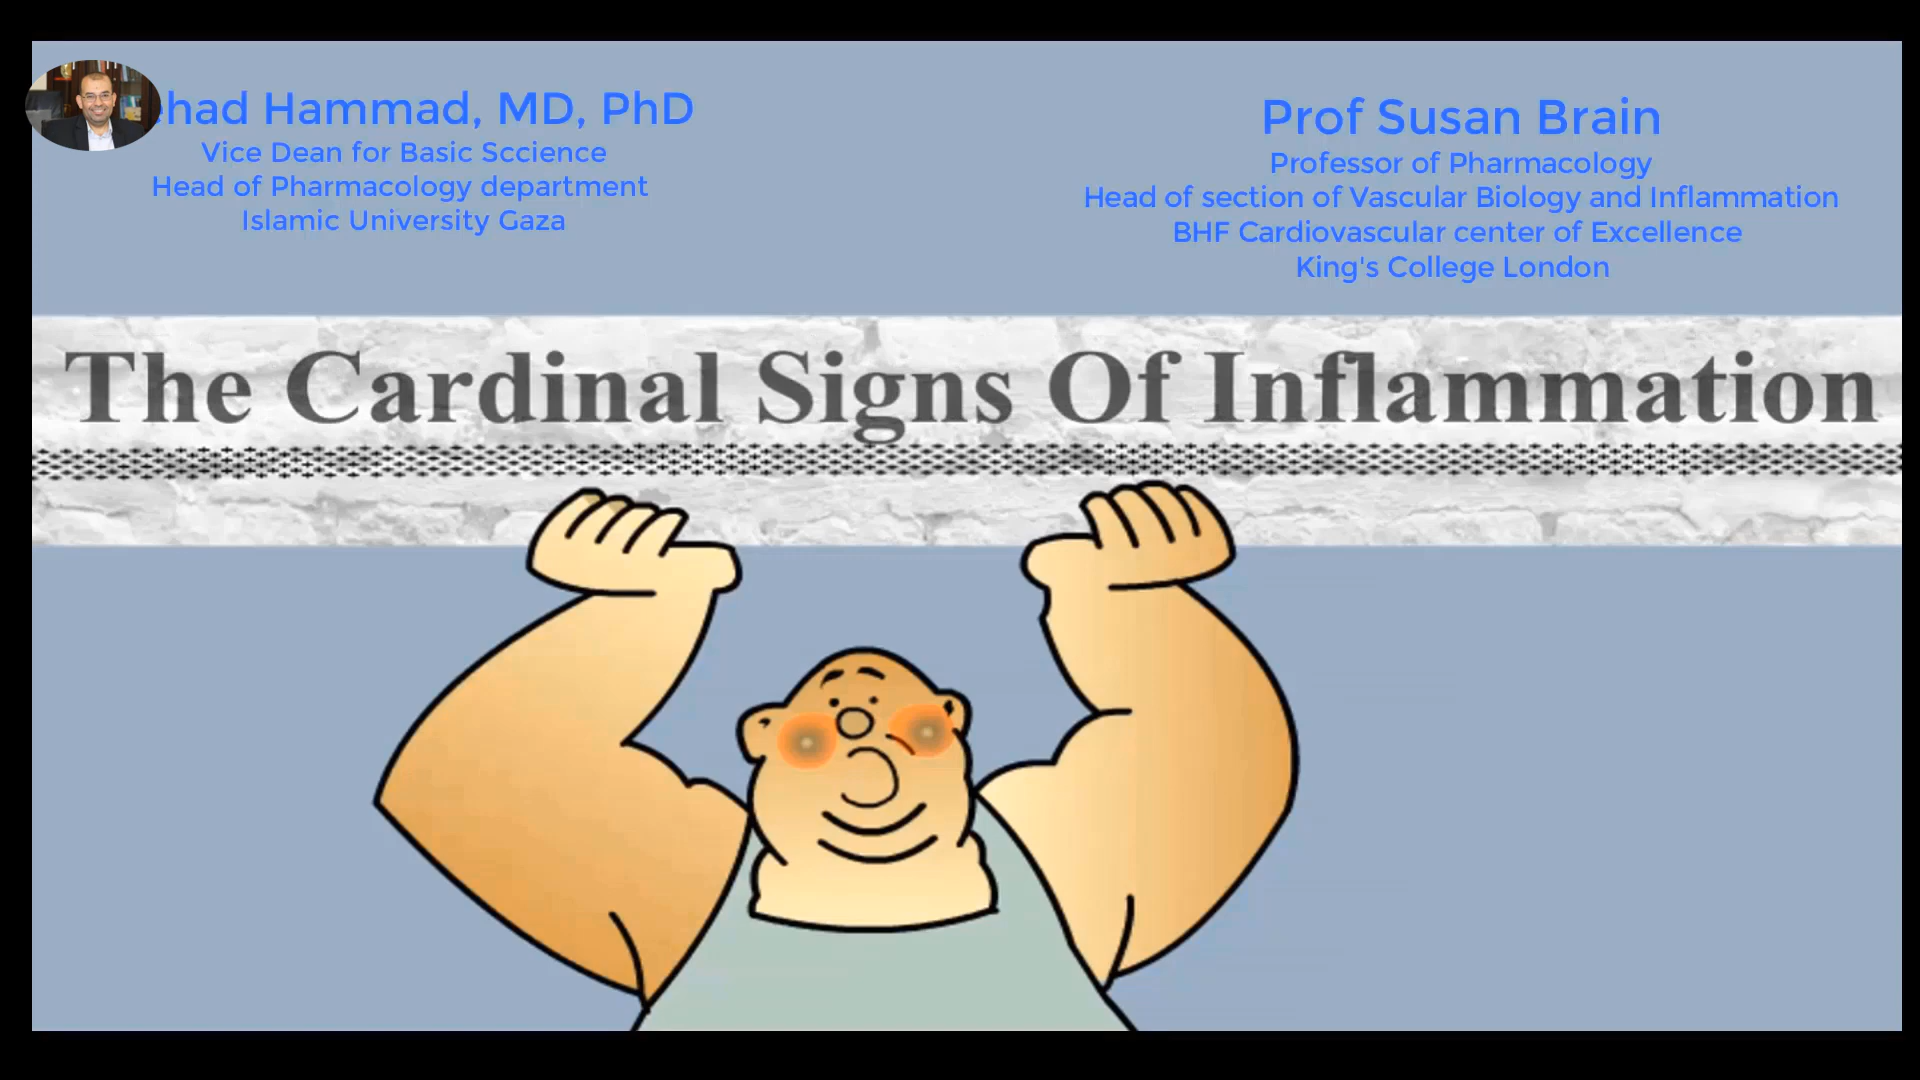 ehad Hammad, MD, PhD
Vice Dean for Basic Sccience
Head of Pharmacology department
Islamic University Gaza
Prof Susan Brain
Professor of Pharmacology
Head of section of Vascular Biology and Inflammation
BHF Cardiovascular center of Excellence
King's College London
The Cardinal Signs Of Inflammation